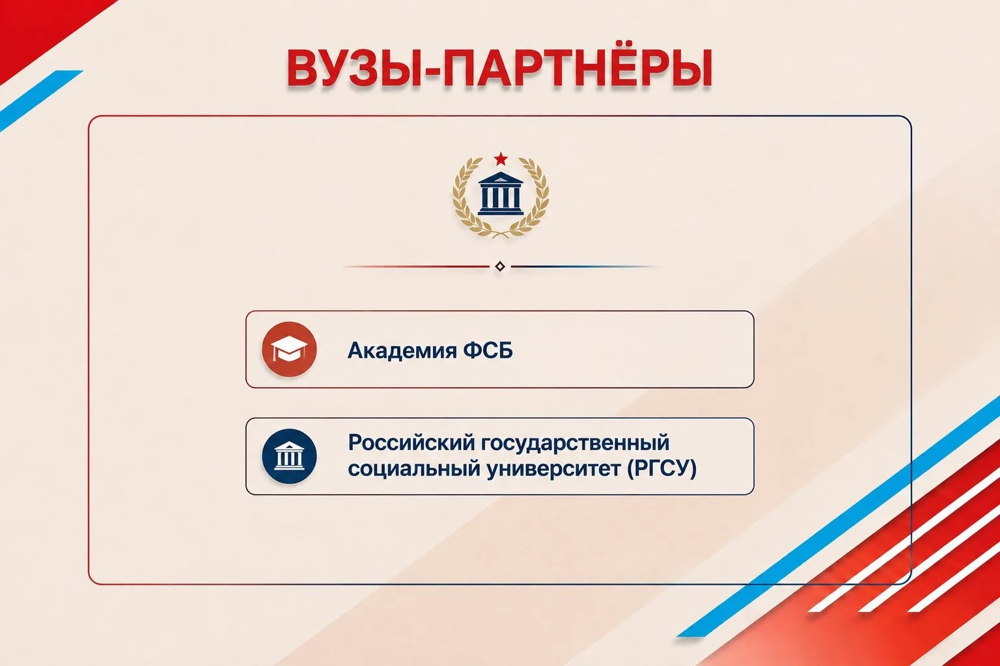 ВУЗЫ-ПАРТНЁРЫ
Академия ФСБ
Российский государственный
социальный университет (РГСУ)